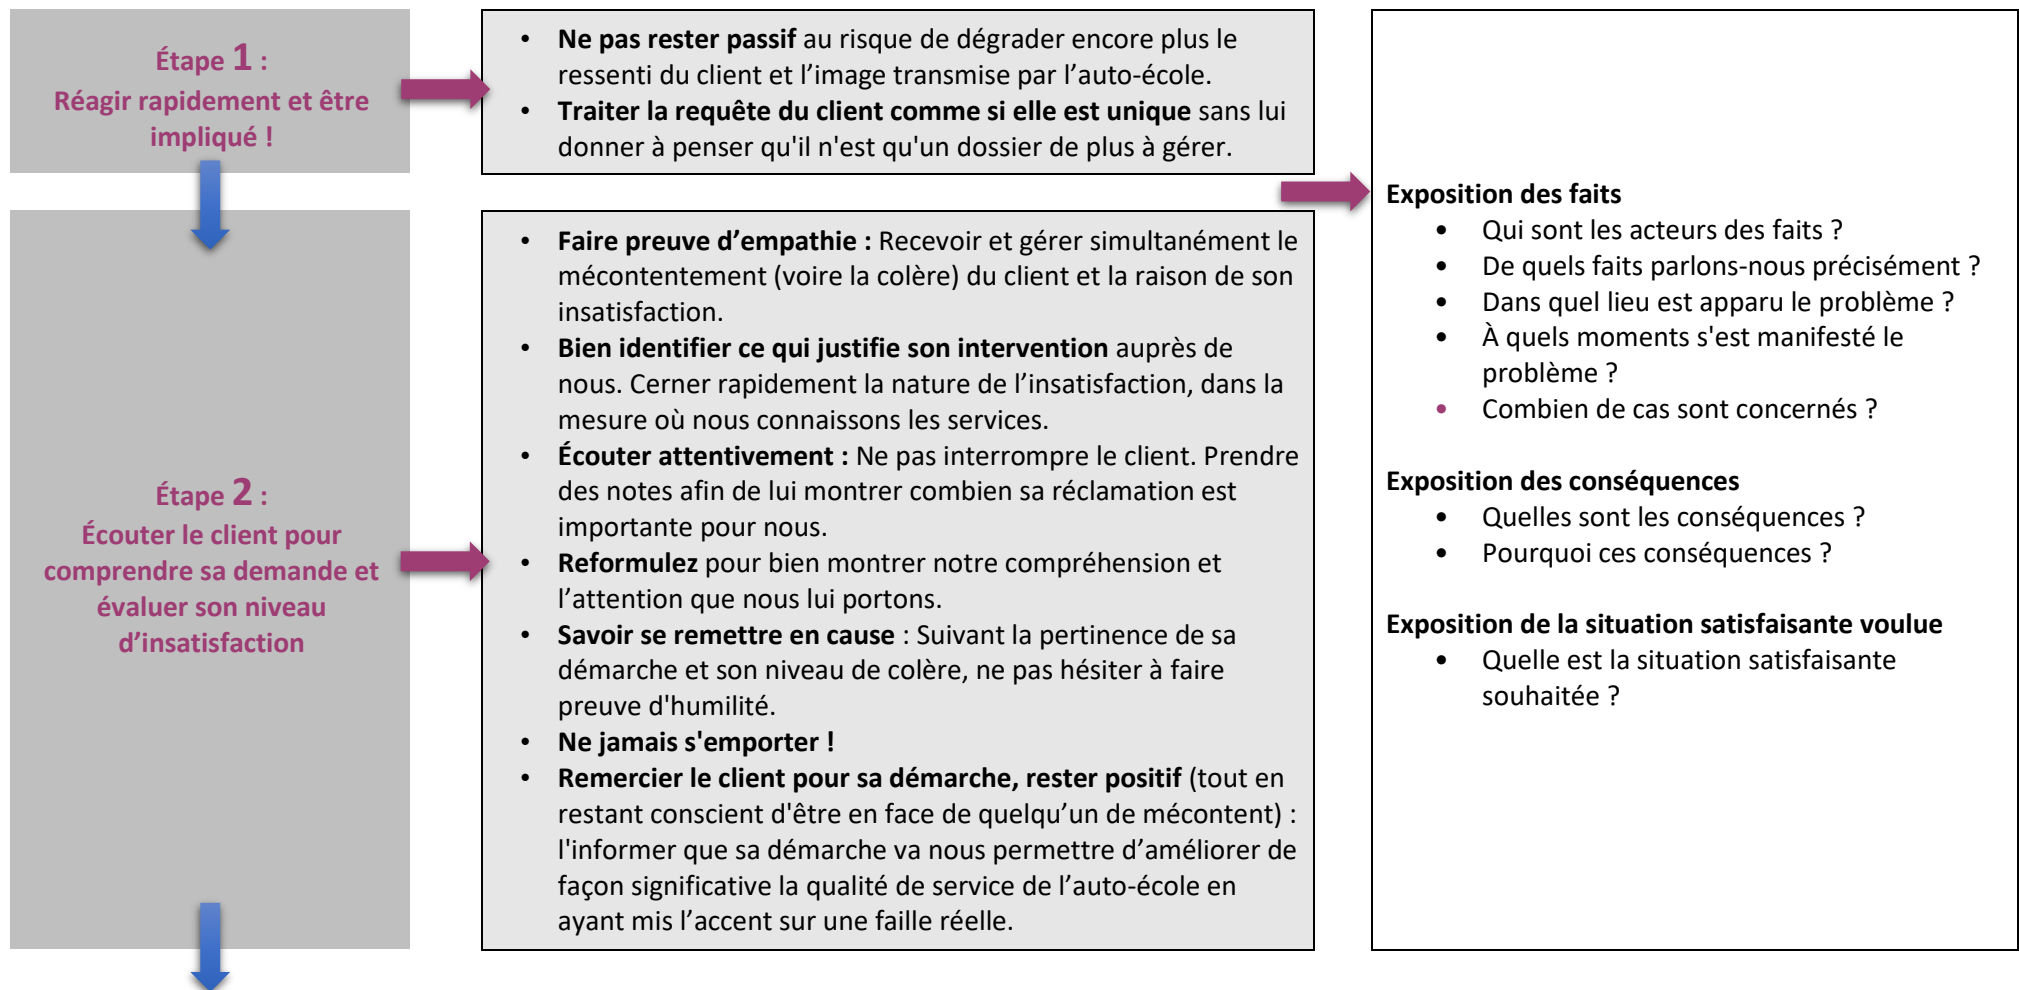 Étape 1 :
Réagir rapidement et être
impliqué !
• Ne pas rester passif au risque de dégrader encore plus le
ressenti du client et l’image transmise par l’auto-école.
• Traiter la requête du client comme si elle est unique sans lui
donner à penser qu'il n'est qu'un dossier de plus à gérer.
Étape 2 :
Écouter le client pour
comprendre sa demande et
évaluer son niveau
d’insatisfaction
• Faire preuve d’empathie : Recevoir et gérer simultanément le
mécontentement (voire la colère) du client et la raison de son
insatisfaction.
• Bien identifier ce qui justifie son intervention auprès de
nous. Cerner rapidement la nature de l’insatisfaction, dans la
mesure où nous connaissons les services.
• Écouter attentivement : Ne pas interrompre le client. Prendre
des notes afin de lui montrer combien sa réclamation est
importante pour nous.
• Reformulez pour bien montrer notre compréhension et
l’attention que nous lui portons.
• Savoir se remettre en cause : Suivant la pertinence de sa
démarche et son niveau de colère, ne pas hésiter à faire
preuve d'humilité.
• Ne jamais s'emporter !
• Remercier le client pour sa démarche, rester positif (tout en
restant conscient d'être en face de quelqu’un de mécontent) :
l'informer que sa démarche va nous permettre d’améliorer de
façon significative la qualité de service de l’auto-école en
ayant mis l’accent sur une faille réelle.
Exposition des faits
• Qui sont les acteurs des faits ?
• De quels faits parlons-nous précisément ?
• Dans quel lieu est apparu le problème ?
• À quels moments s'est manifesté le
problème ?
• Combien de cas sont concernés ?
Exposition des conséquences
• Quelles sont les conséquences ?
• Pourquoi ces conséquences ?
Exposition de la situation satisfaisante voulue
• Quelle est la situation satisfaisante
souhaitée ?